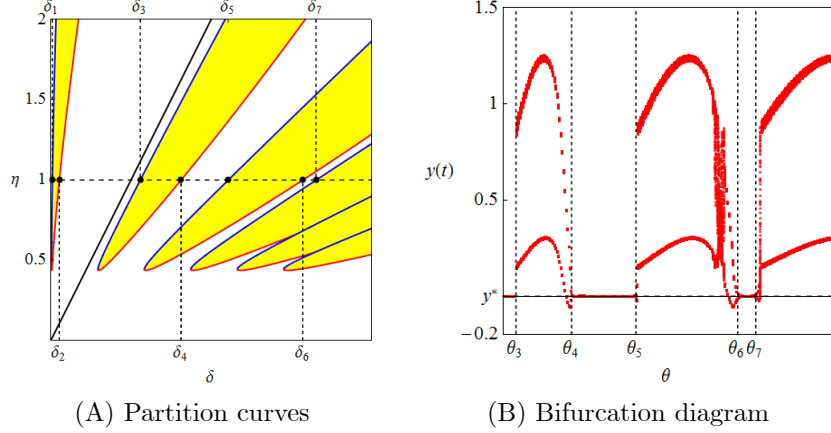 δ1 δ3 δ5 δ7
2
1.5
η 1
0.5
δ2 δ4 δ6
δ
(A) Partition curves
1.5
1
y(t)
0.5
y*
−0.2
θ3 θ4 θ5 θ6 θ7
θ
(B) Bifurcation diagram